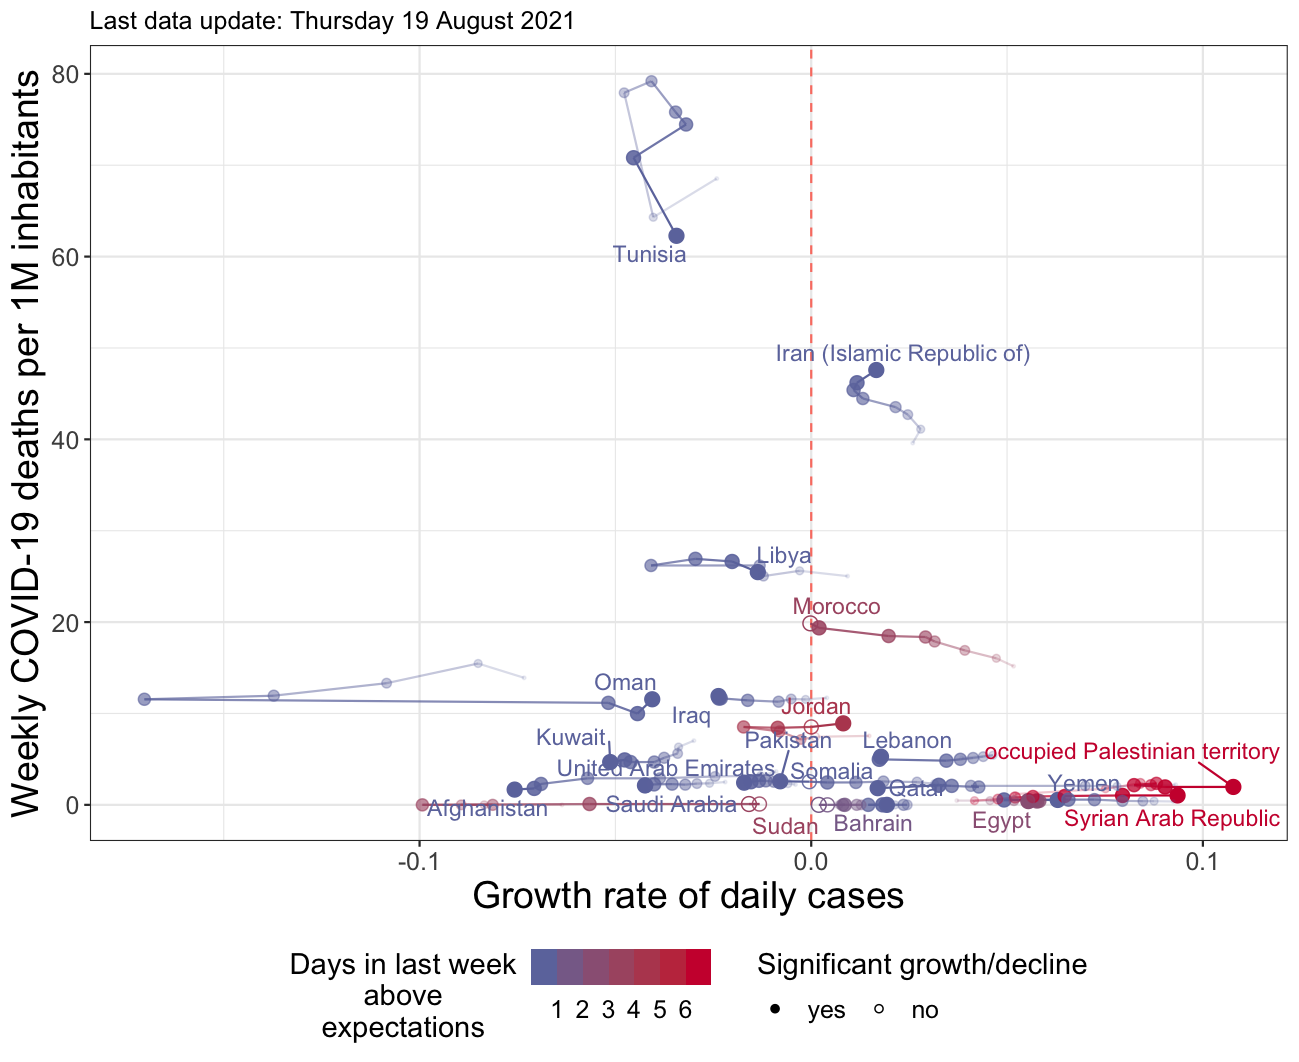 Last data update: Thursday 19 August 2021
Weekly COVID-19 deaths per 1M inhabitants
80
60
40
20
0
Tunisia
Iran (Islamic Republic of)
Libya
Morocco
Oman
Iraq
Jordan
Kuwait
Pakistan
Lebanon
occupied Palestinian territory
United Arab Emirates
Somalia
Yemen
Qatar
Afghanistan
Saudi Arabia
Sudan
Bahrain
Egypt
Syrian Arab Republic
-0.1
0.0
0.1
Growth rate of daily cases
Days in last week
above
expectations
1 2 3 4 5 6
Significant growth/decline
yes
no